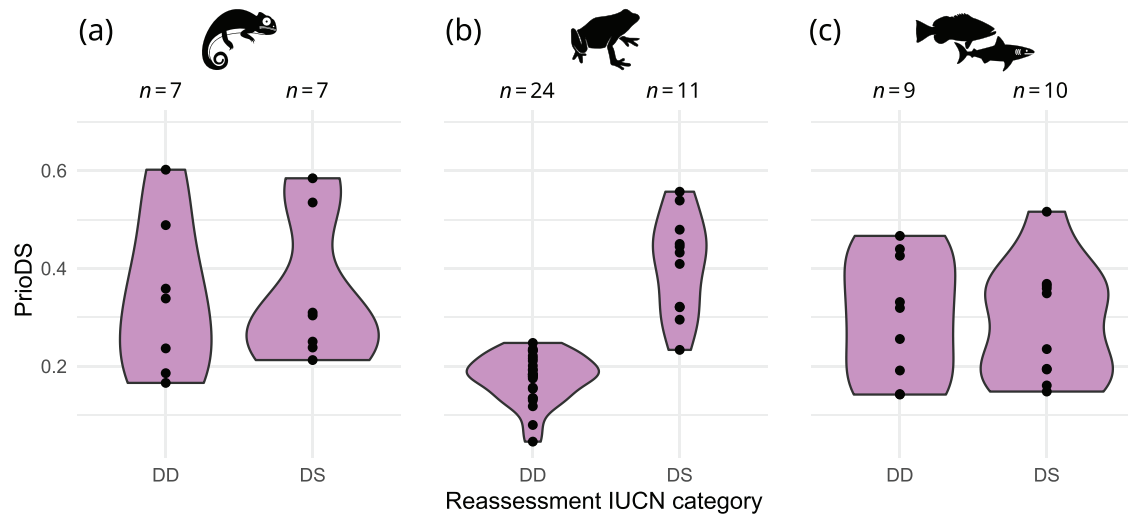 (a) (b) (c)
n=7 n=7 n=24 n=11 n=9 n=10
0.6
0.4
0.2
PrioDS
DD DS DD DS DD DS
Reassessment IUCN category